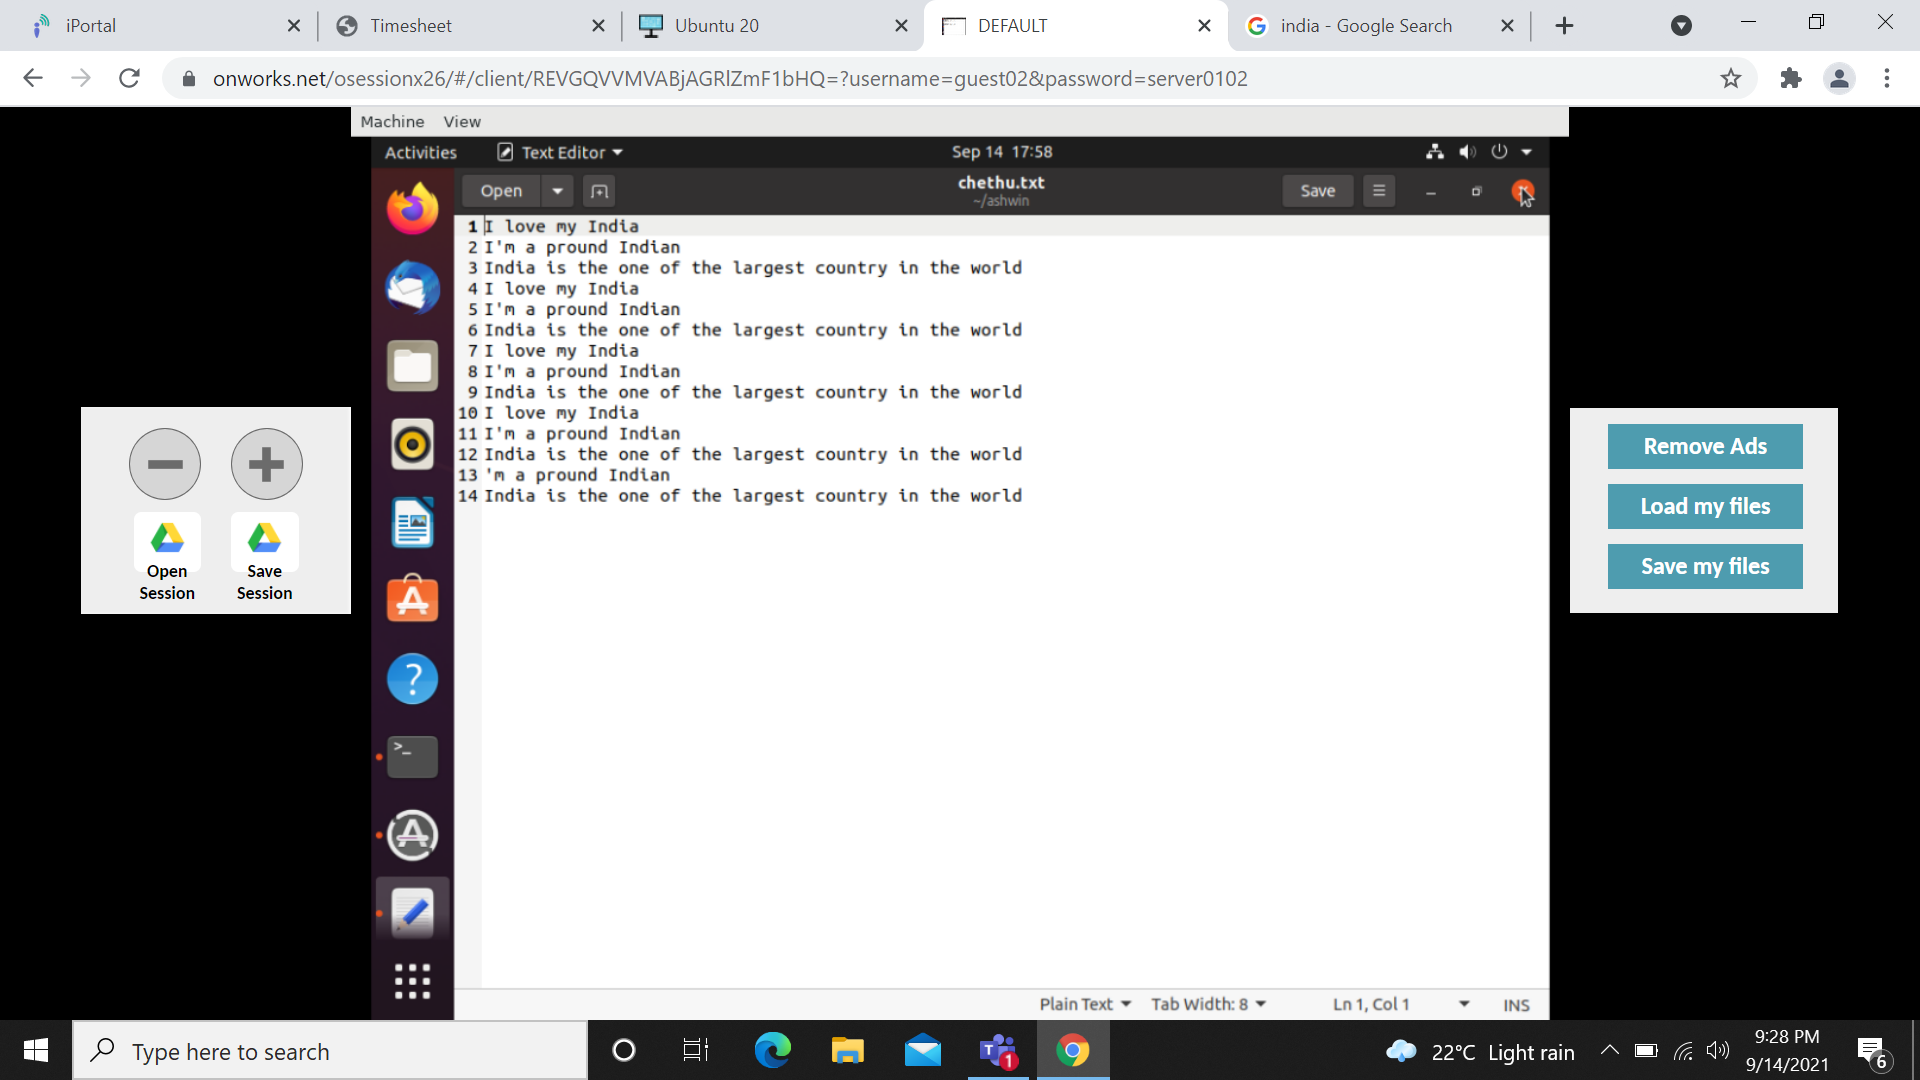 iPortal
Timesheet
Ubuntu 20
DEFAULT
india - Google Search
onworks.net/osessionx26/#/client/REVGQVVMVABjAGRlZmF1bHQ=?username=guest02&password=server0102
Machine View
Activities Text Editor Sep 14 17:58
Open chethu.txt Save
~/ashwin
1 I love my India
2 I'm a pround Indian
3 India is the one of the largest country in the world
4 I love my India
5 I'm a pround Indian
6 India is the one of the largest country in the world
7 I love my India
8 I'm a pround Indian
9 India is the one of the largest country in the world
10 I love my India
11 I'm a pround Indian
12 India is the one of the largest country in the world
13 'm a pround Indian
14 India is the one of the largest country in the world
Open Session
Save Session
Remove Ads
Load my files
Save my files
Plain Text Tab Width: 8 Ln 1, Col 1 INS
Type here to search
1
22°C Light rain
9:28 PM
9/14/2021
6